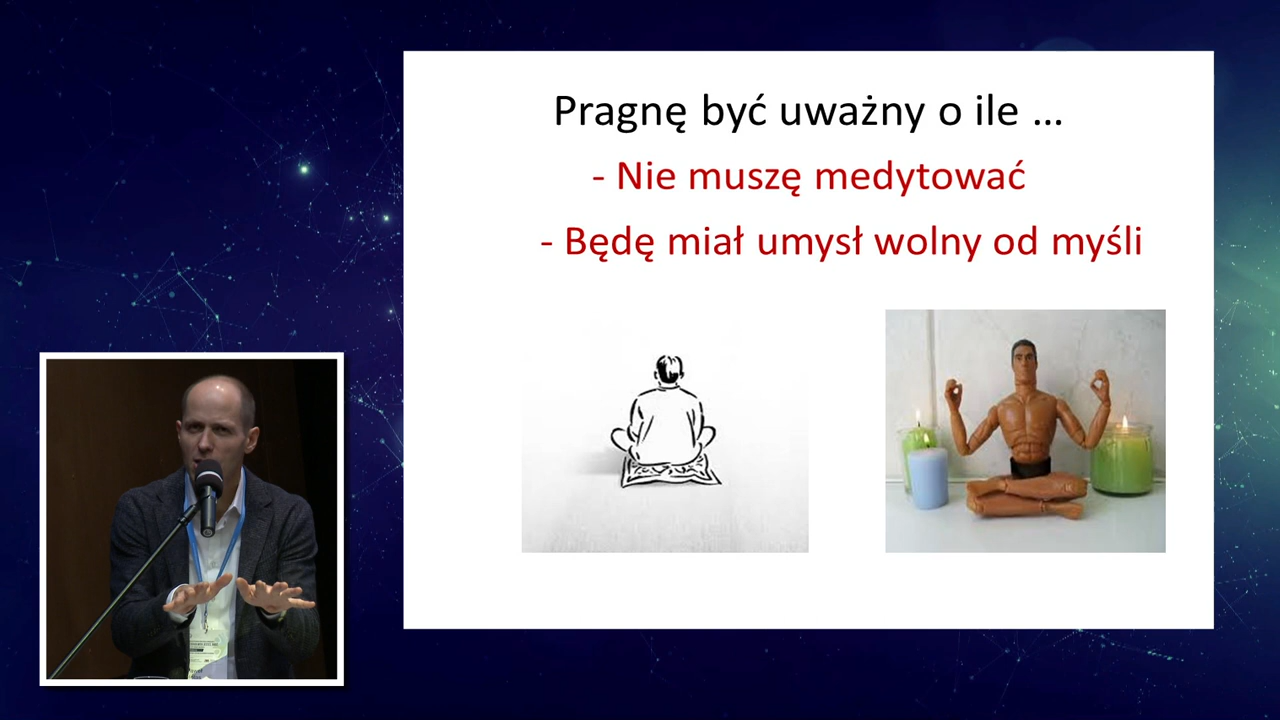 Pragnę być uważny o ile ...
- Nie muszę medytować
- Będę miał umysł wolny od myśli